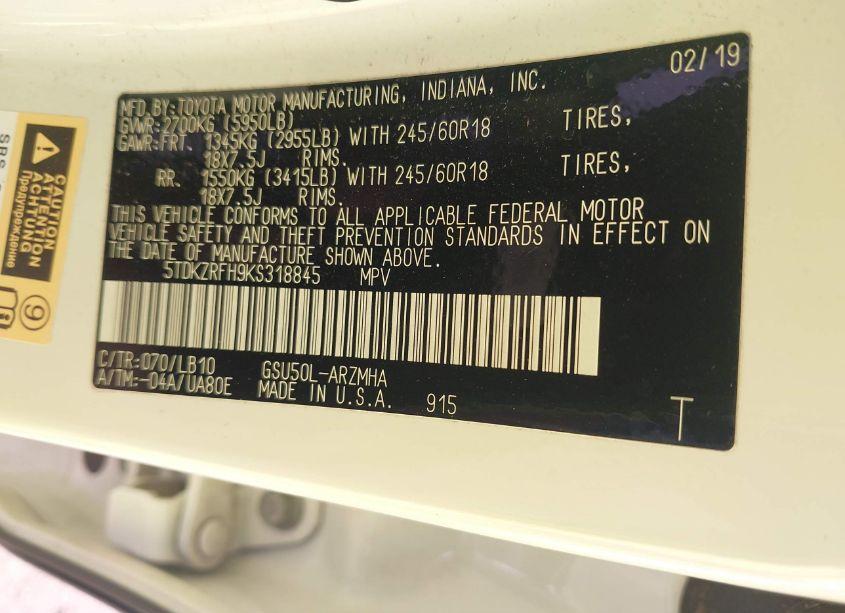 02/19
MFD.BY:TOYOTA MOTOR MANUFACTURING, INDIANA, INC.
GVWR:2700KG (5950LB)
GAWR:FRT. 1345KG (2955LB) WITH 245/60R18 TIRES,
18X7.5J RIMS.
RR. 1550KG (3415LB) WITH 245/60R18 TIRES,
18X7.5J RIMS.
THIS VEHICLE CONFORMS TO ALL APPLICABLE FEDERAL MOTOR
VEHICLE SAFETY AND THEFT PREVENTION STANDARDS IN EFFECT ON
THE DATE OF MANUFACTURE SHOWN ABOVE.
5TDKZRFH9KS318845 MPV
C/TR:070/LB10 GSU50L-ARZMHA
A/TM:-04A/UA80E MADE IN U.S.A. 915
T
CAUTION
ATTENTION
ACHTUNG
Предупреждение
9